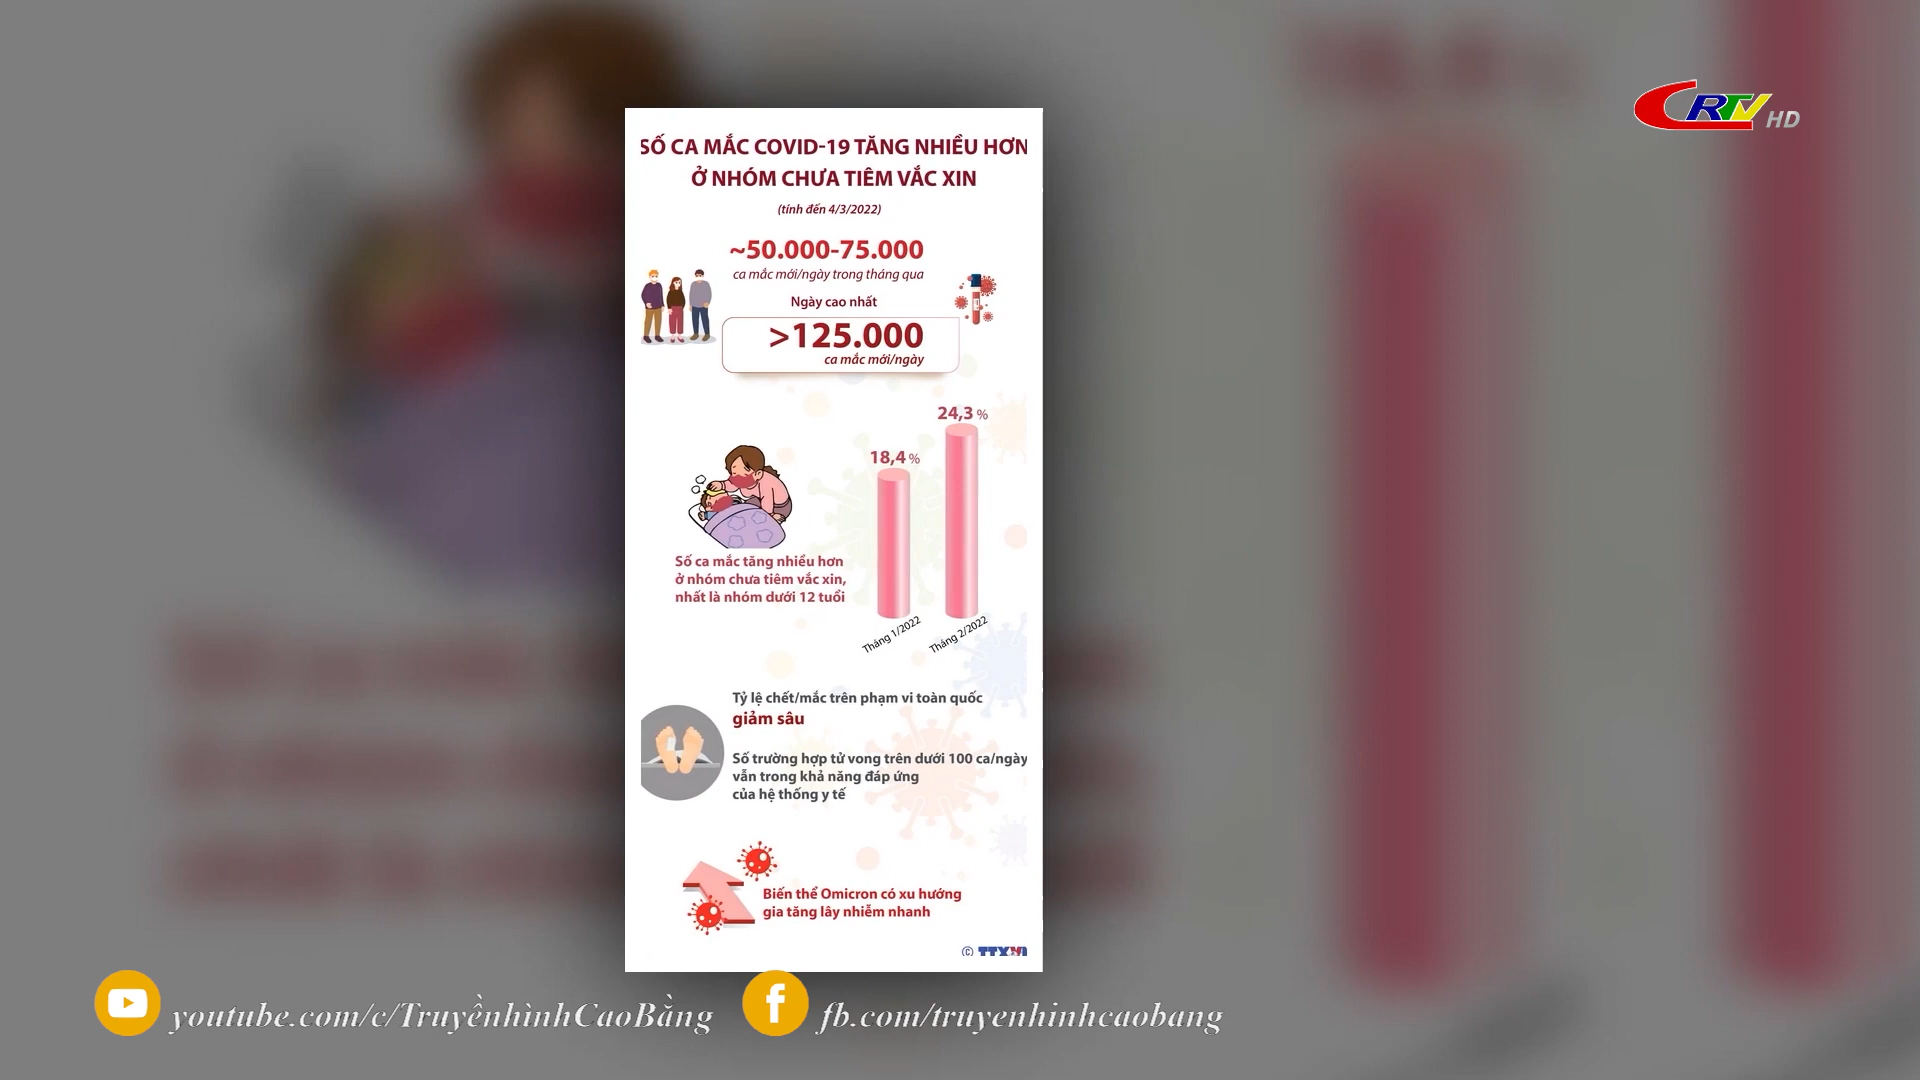 CRTV HD
SỐ CA MẮC COVID-19 TĂNG NHIỀU HƠN
Ở NHÓM CHƯA TIÊM VẮC XIN
(tính đến 4/3/2022)
~50.000-75.000
ca mắc mới/ngày trong tháng qua
Ngày cao nhất
>125.000
ca mắc mới/ngày
24,3 %
18,4 %
Số ca mắc tăng nhiều hơn
ở nhóm chưa tiêm vắc xin,
nhất là nhóm dưới 12 tuổi
Tháng 1/2022
Tháng 2/2022
Tỷ lệ chết/mắc trên phạm vi toàn quốc
giảm sâu
Số trường hợp tử vong trên dưới 100 ca/ngày
vẫn trong khả năng đáp ứng
của hệ thống y tế
Biến thể Omicron có xu hướng
gia tăng lây nhiễm nhanh
youtube.com/c/TruyềnhìnhCaoBằng
fb.com/truyenhinhcaobang